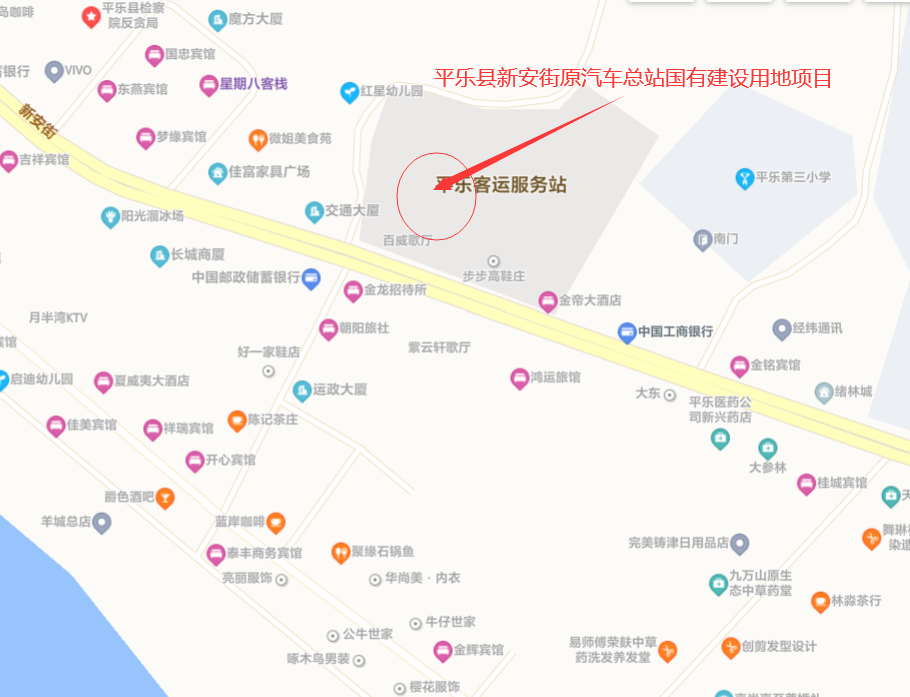 岛咖啡
平乐县检察
院反贪局
魔方大厦
国忠宾馆
银行
VIVO
东燕宾馆
星期八客栈
红星幼儿园
平乐县新安街原汽车总站国有建设用地项目
新安街
梦缘宾馆
微姐美食苑
吉祥宾馆
佳富家具广场
平乐客运服务站
平乐第三小学
阳光溜冰场
交通大厦
百威歌厅
南门
长城商厦
中国邮政储蓄银行
步步高鞋庄
金龙招待所
金帝大酒店
月半湾KTV
朝阳旅社
中国工商银行
经纬通讯
宾馆
好一家鞋店
紫云轩歌厅
金铭宾馆
启迪幼儿园
夏威夷大酒店
运政大厦
鸿运旅馆
大东
绪林城
平乐医药公
司新兴药店
佳美宾馆
祥瑞宾馆
陈记茶庄
开心宾馆
大参林
桂城宾馆
爵色酒吧
天
羊城总店
蓝岸咖啡
舞琳
染造
泰丰商务宾馆
聚缘石锅鱼
完美铸津日用品店
亮丽服饰
华尚美·内衣
九万山原生
态中草药堂
林淼茶行
牛仔世家
公牛世家
金辉宾馆
易师傅荣麸中草
药洗发养发堂
创剪发型设计
啄木鸟男装
樱花服饰